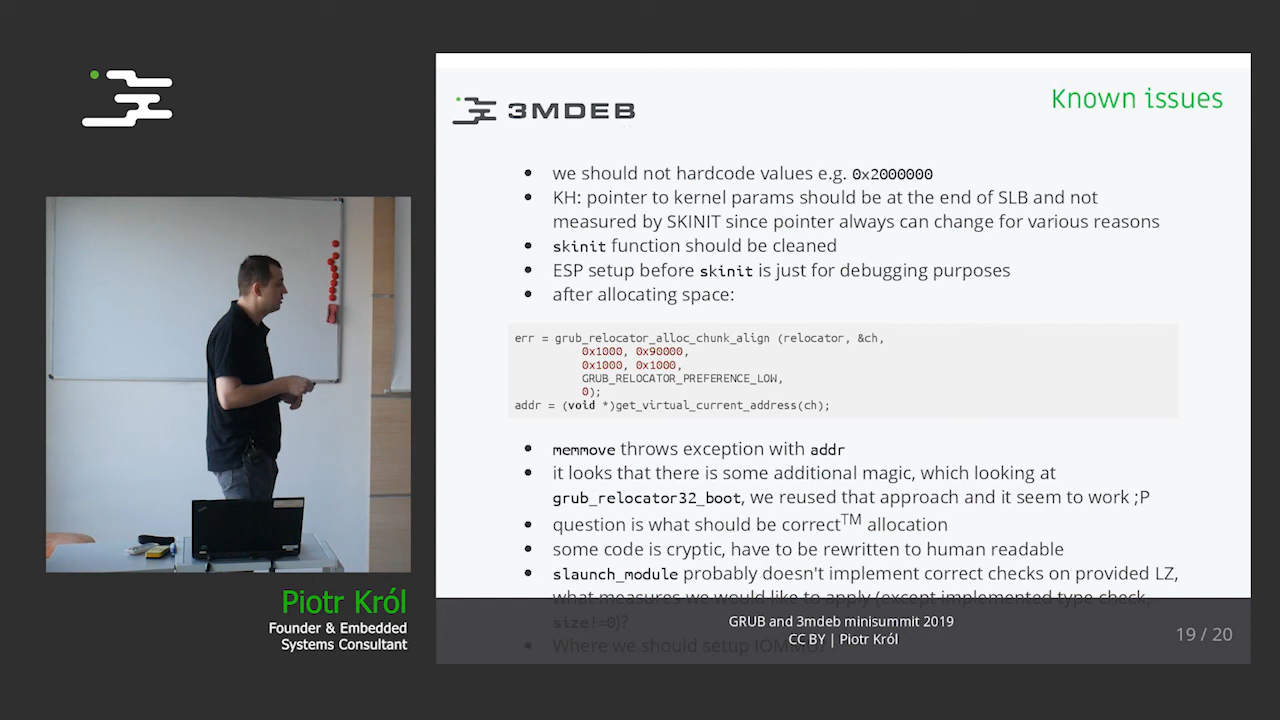 3MDEB
Known issues
we should not hardcode values e.g. 0x2000000
KH: pointer to kernel params should be at the end of SLB and not
measured by SKINIT since pointer always can change for various reasons
skinit function should be cleaned
ESP setup before skinit is just for debugging purposes
after allocating space:
err = grub_relocator_alloc_chunk_align (relocator, &ch,
0x1000, 0x90000,
0x1000, 0x1000,
GRUB_RELOCATOR_PREFERENCE_LOW,
0);
addr = (void *)get_virtual_current_address(ch);
memmove throws exception with addr
it looks that there is some additional magic, which looking at
grub_relocator32_boot, we reused that approach and it seem to work ;P
question is what should be correctTM allocation
some code is cryptic, have to be rewritten to human readable
slaunch_module probably doesn't implement correct checks on provided LZ,
what measures we would like to apply (except implemented type check,
size!=0)?
Where we should setup IOMMU?
GRUB and 3mdeb minisummit 2019
CC BY | Piotr Król
19 / 20
Piotr Król
Founder & Embedded
Systems Consultant